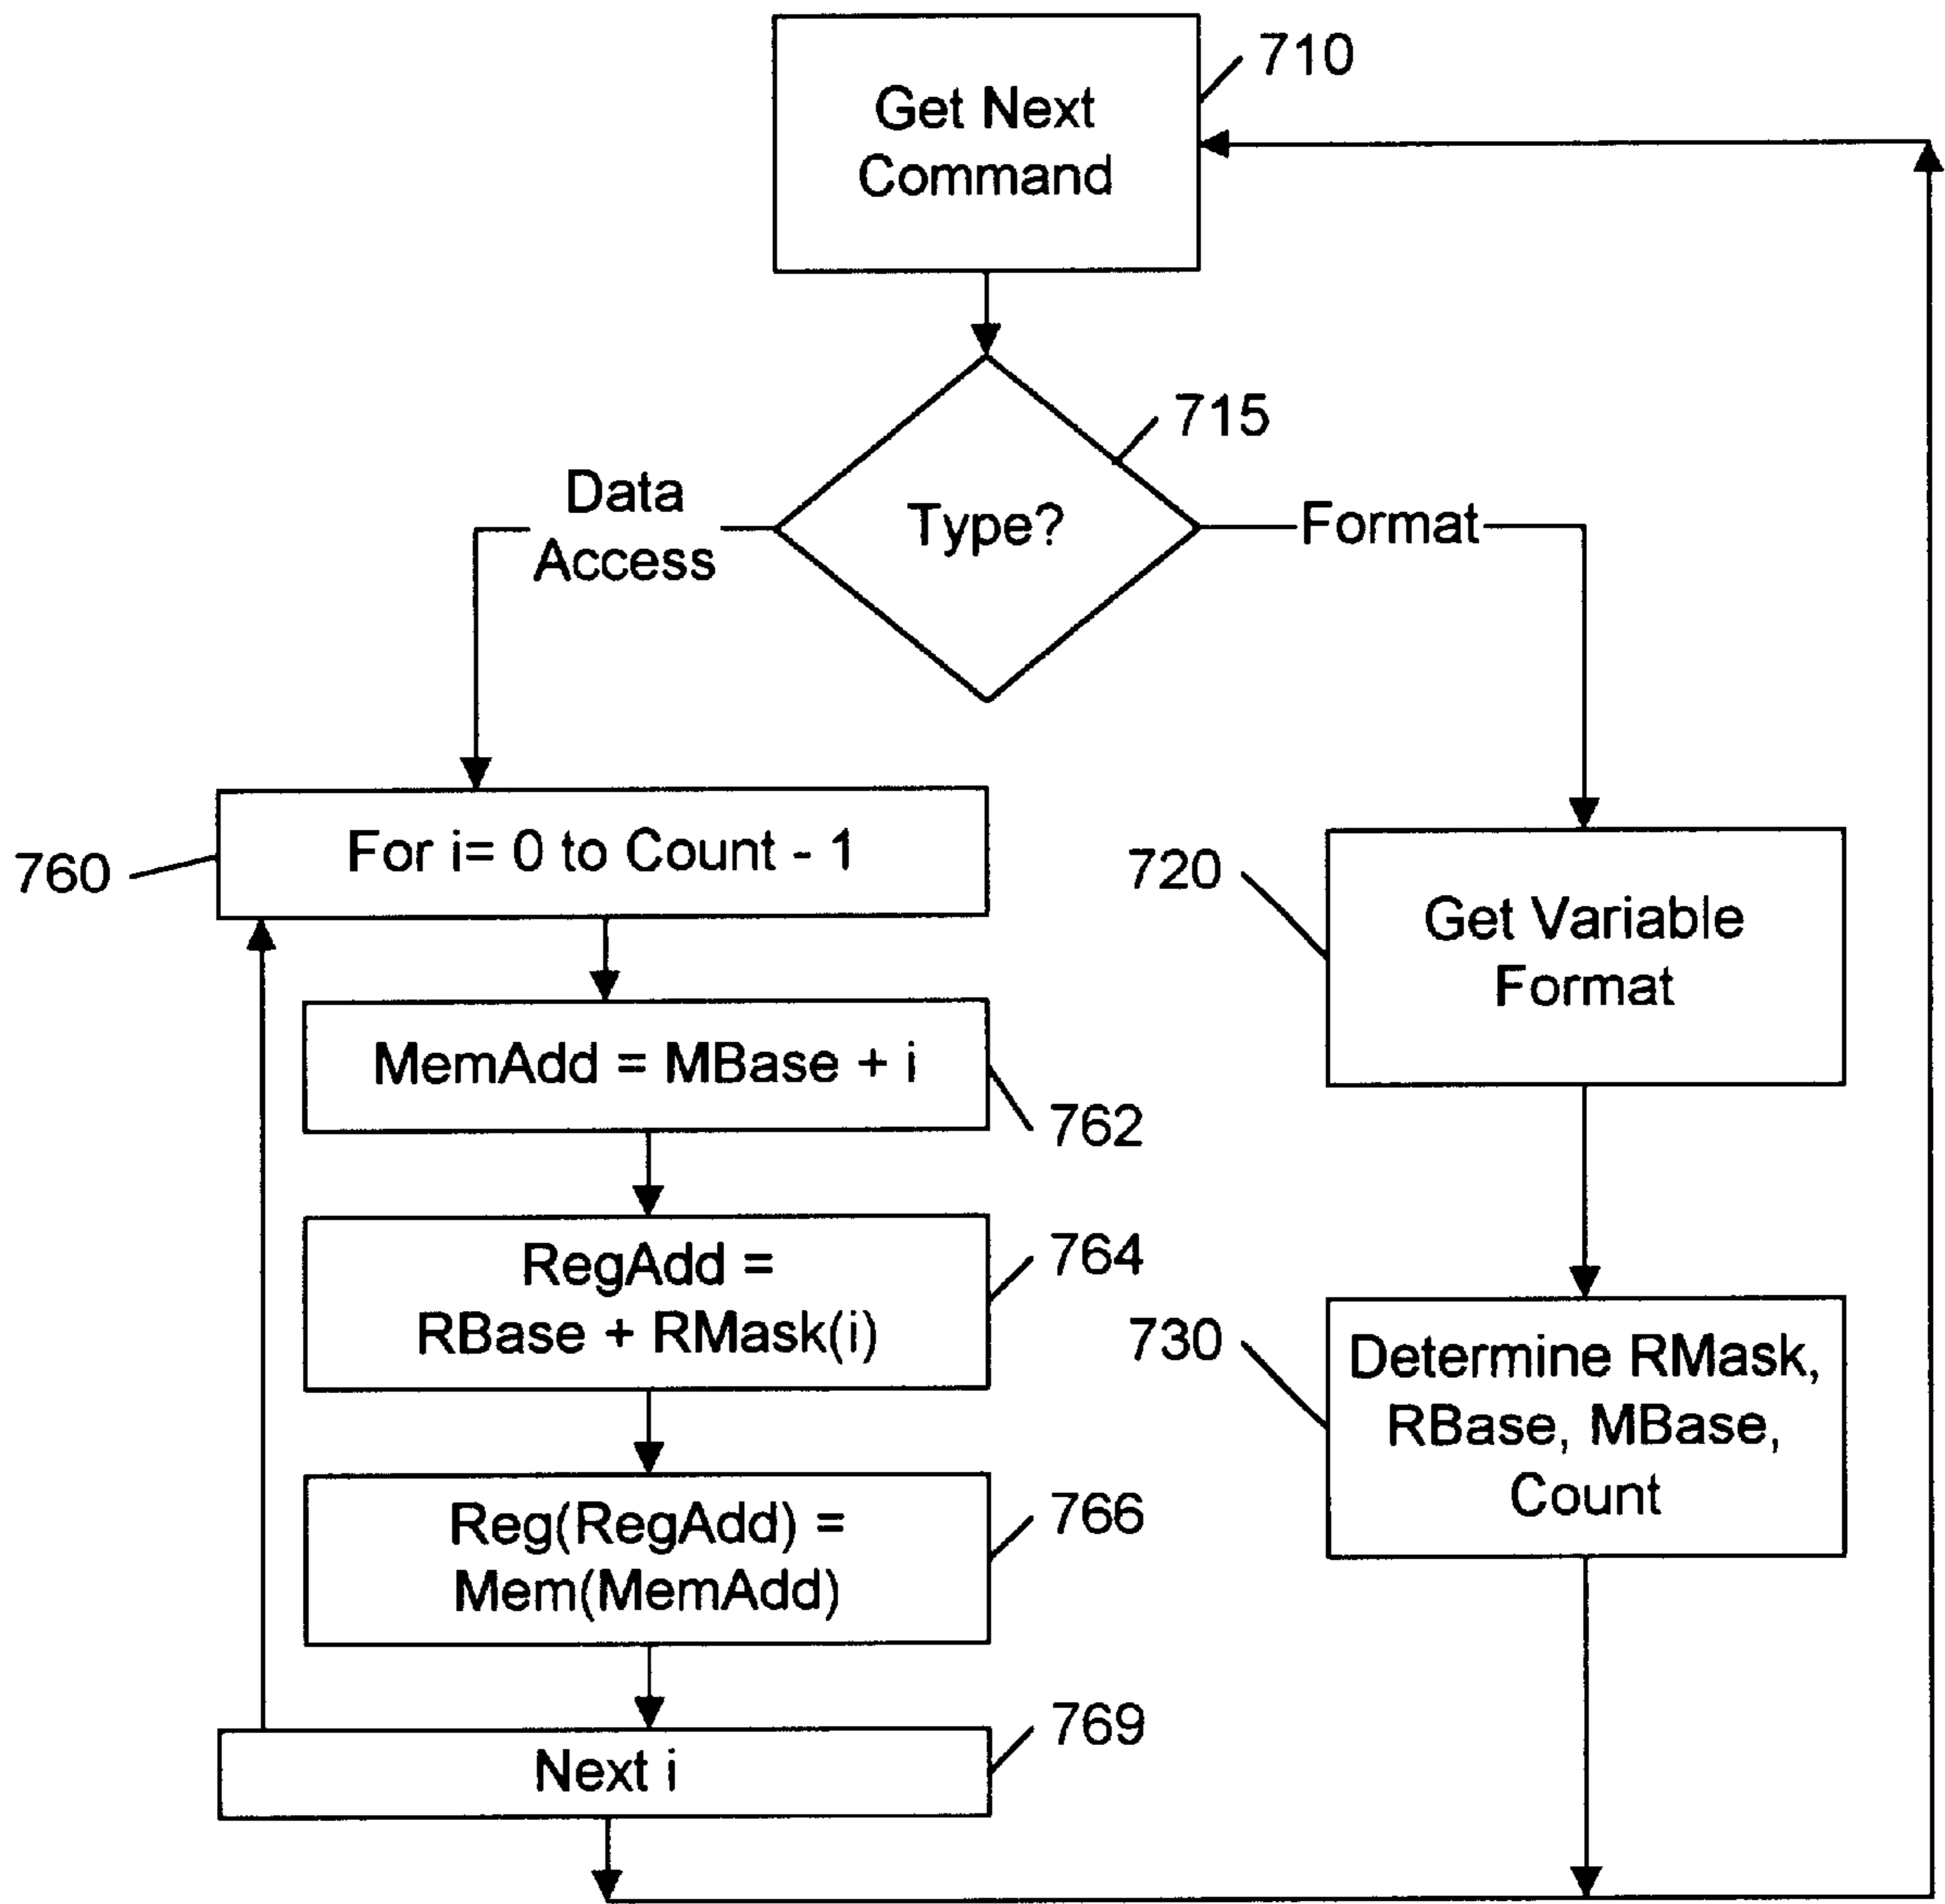 Get Next
Command
710
715
Type?
Data
Access
Format
For i= 0 to Count - 1
760
MemAdd = MBase + i
762
RegAdd =
RBase + RMask(i)
764
Reg(RegAdd) =
Mem(MemAdd)
766
Next i
769
720
Get Variable
Format
730
Determine RMask,
RBase, MBase,
Count